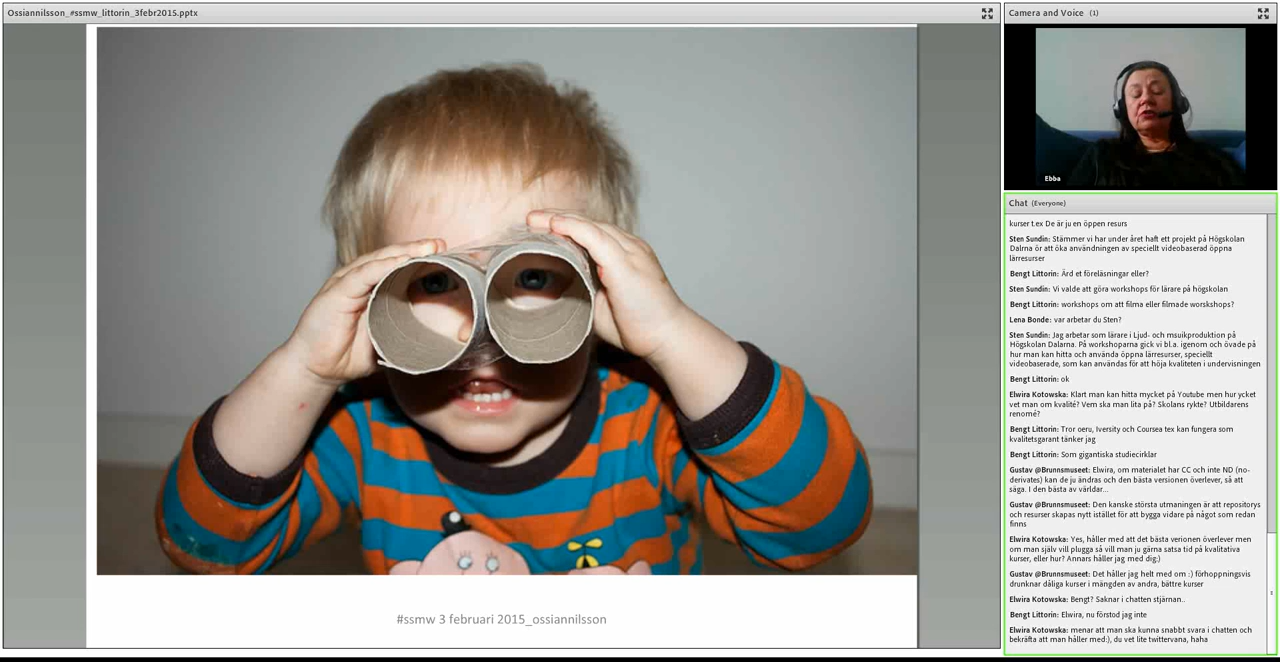 Ossiannilsson_#ssmw_littorin_3febr2015.pptx
#ssmw 3 februari 2015_ossiannilsson
Camera and Voice (1)
Ebba
Chat (Everyone)
kurser t.ex De är ju en öppen resurs
Sten Sundin: Stämmer vi har under året haft ett projekt på Högskolan
Dalrna ör att öka användningen av speciellt videobaserad öppna
lärresurser
Bengt Littorin: Ärd et föreläsningar eller?
Sten Sundin: Vi valde att göra workshops för lärare på högskolan
Bengt Littorin: workshops om att filma eller filmade worskshops?
Lena Bonde: var arbetar du Sten?
Sten Sundin: Jag arbetar som lärare i Ljud- och msuikproduktion på
Högskolan Dalarna. På workshoparna gick vi bl.a. igenom och övade på
hur man kan hitta och använda öppna lärresurser, speciellt
videobaserade, som kan användas för att höja kvaliteten i undervisningen
Bengt Littorin: ok
Elwira Kotowska: Klart man kan hitta mycket på Youtube men hur ycket
vet man om kvalité? Vem ska man lita på? Skolans rykte? Utbildarens
renomé?
Bengt Littorin: Tror oeru, Iversity och Coursea tex kan fungera som
kvalitetsgarant tänker jag
Bengt Littorin: Som gigantiska studiecirklar
Gustav @Brunnsmuseet: Elwira, om materialet har CC och inte ND (no-
derivates) kan de ju ändras och den bästa versionen överlever, så att
säga. I den bästa av världar...
Gustav @Brunnsmuseet: Den kanske största utmaningen är att repositorys
och resurser skapas nytt istället för att bygga vidare på något som redan
finns
Elwira Kotowska: Yes, håller med att det bästa verionen överlever men
om man själv vill plugga så vill man ju gärna satsa tid på kvalitativa
kurser, eller hur? Annars håller jag med dig;)
Gustav @Brunnsmuseet: Det håller jag helt med om :) förhoppningsvis
drunknar dåliga kurser i mängden av andra, bättre kurser
Elwira Kotowska: Bengt? Saknar i chatten stjärnan..
Bengt Littorin: Elwira, nu förstod jag inte
Elwira Kotowska: menar att man ska kunna snabbt svara i chatten och
bekräfta att man håller med:), du vet lite twittervana, haha